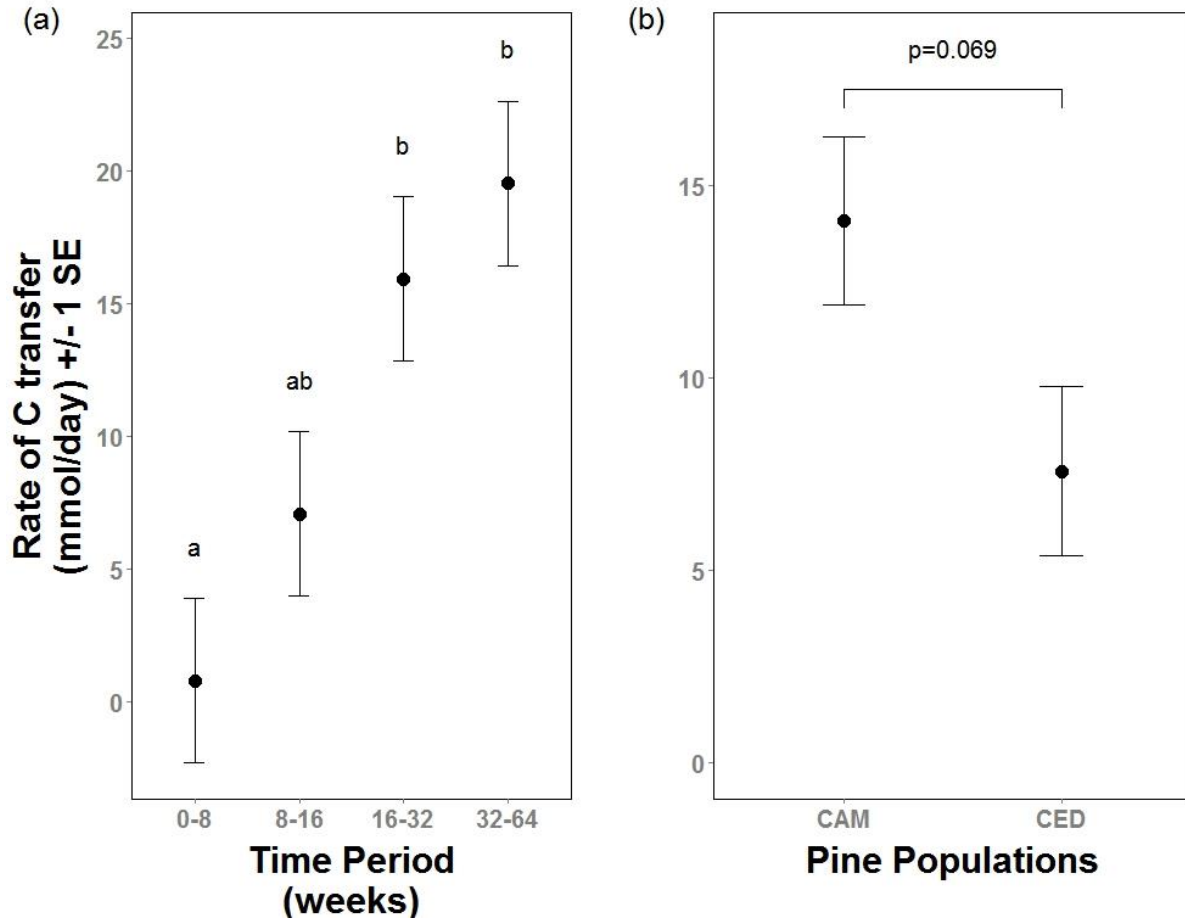 (a)
Rate of C transfer
(mmol/day) +/- 1 SE
25
20
15
10
5
0
a
ab
b
b
0-8 8-16 16-32 32-64
Time Period
(weeks)
(b)
p=0.069
15
10
5
0
CAM CED
Pine Populations